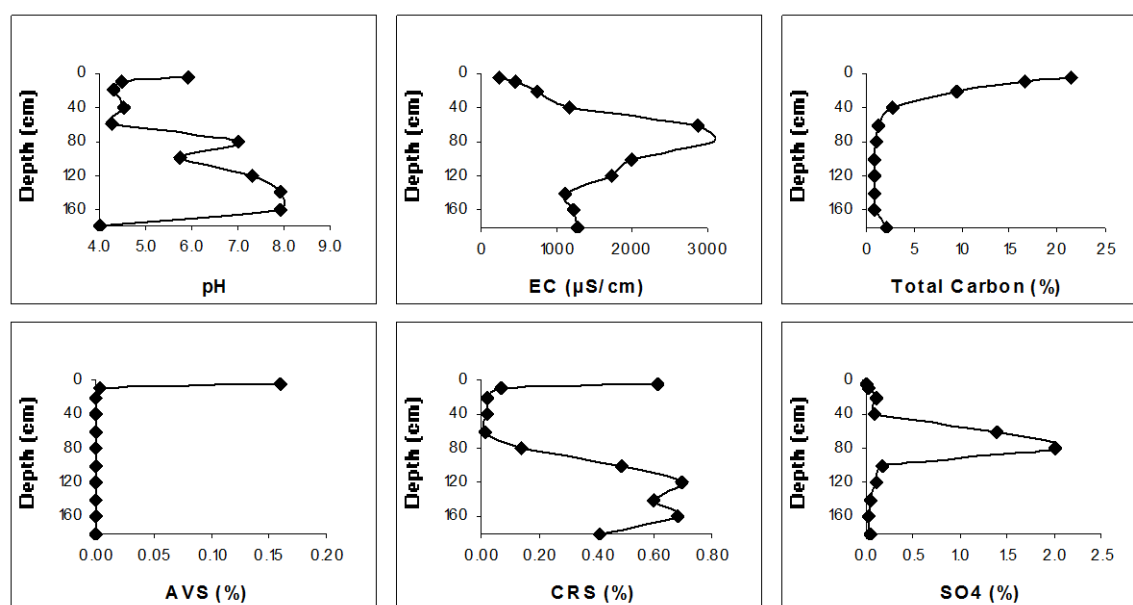 Depth (cm)
0
40
80
120
160
4.0 5.0 6.0 7.0 8.0 9.0
pH
Depth (cm)
0
40
80
120
160
0 1000 2000 3000
EC (µS/cm)
Depth (cm)
0
40
80
120
160
0 5 10 15 20 25
Total Carbon (%)
Depth (cm)
0
40
80
120
160
0.00 0.05 0.10 0.15 0.20
AVS (%)
Depth (cm)
0
40
80
120
160
0.00 0.20 0.40 0.60 0.80
CRS (%)
Depth (cm)
0
40
80
120
160
0.0 0.5 1.0 1.5 2.0 2.5
SO4 (%)